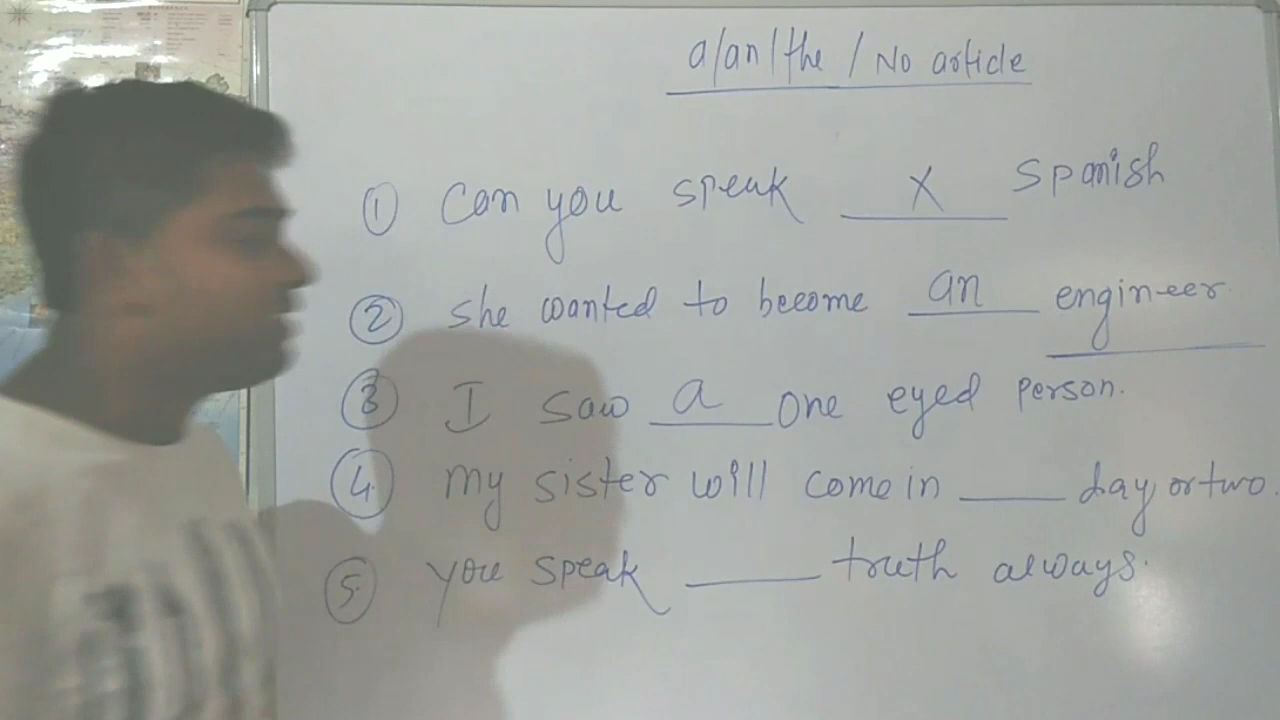 a/an/the/No article
① Can you speak X Spanish
② She wanted to become an engineer
③ I saw a one eyed person.
④ My sister will come in ____ day or two.
⑤ you speak ____ truth always.